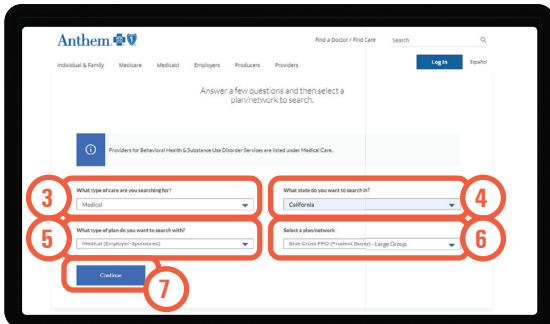 Anthem
Find a Doctor / Find Care
Search
Individual & Family Medicare Medicaid Employers Producers Providers
Log In
Español
Answer a few questions and then select a
plan/network to search.
Providers for Behavioral Health & Substance Use Disorder Services are listed under Medical Care.
3
What type of care are you searching for?
Medical
What state do you want to search in?
California
4
5
What type of plan do you want to search with?
Medical (Employer-Sponsored)
Select a plan/network
Blue Cross PPO (Prudent Buyer) - Large Group
6
Continue
7